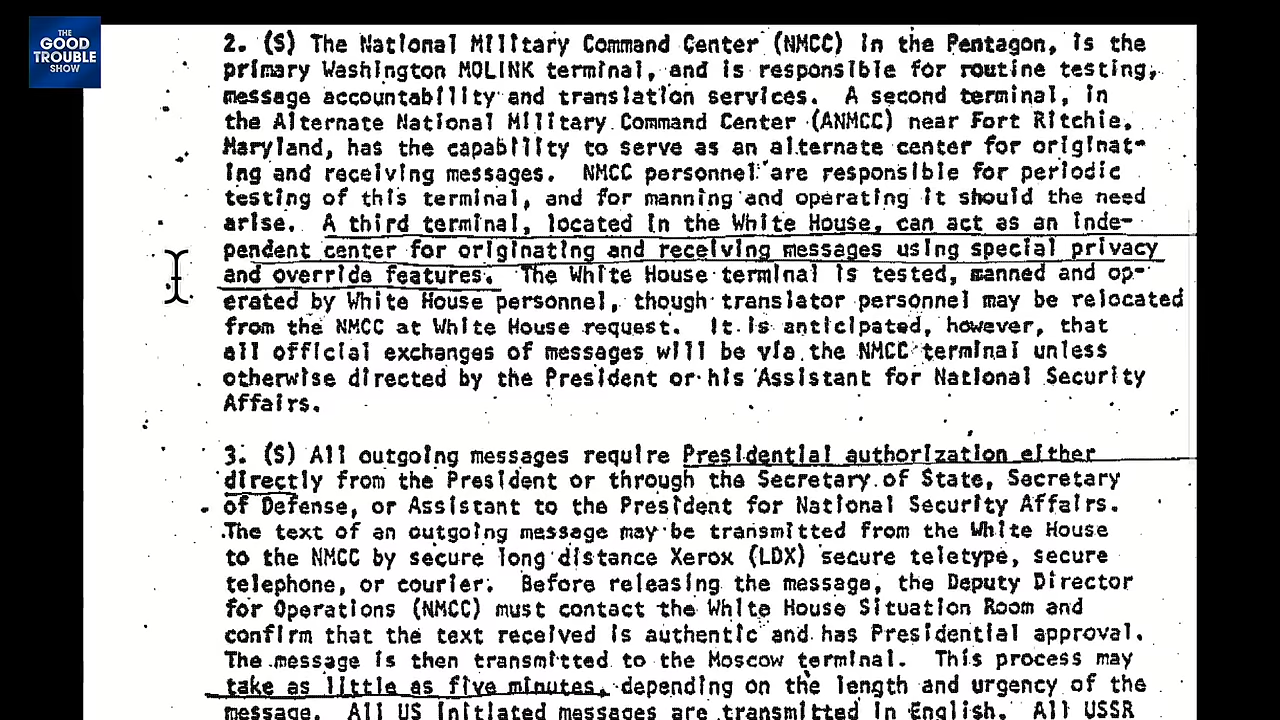 THE
GOOD
TROUBLE
SHOW
2. (S) The National Military Command Center (NMCC) in the Pentagon, is the
primary Washington MOLINK terminal, and is responsible for routine testing,
message accountability and translation services. A second terminal, in
the Alternate National Military Command Center (ANMCC) near Fort Ritchie,
Maryland, has the capability to serve as an alternate center for originat-
ing and receiving messages. NMCC personnel are responsible for periodic
testing of this terminal, and for manning and operating it should the need
arise. A third terminal, located in the White House, can act as an inde-
pendent center for originating and receiving messages using special privacy
and override features. The White House terminal is tested, manned and op-
erated by White House personnel, though translator personnel may be relocated
from the NMCC at White House request. It is anticipated, however, that
all official exchanges of messages will be via the NMCC terminal unless
otherwise directed by the President or his Assistant for National Security
Affairs.
3. (S) All outgoing messages require Presidential authorization either
directly from the President or through the Secretary of State, Secretary
of Defense, or Assistant to the President for National Security Affairs.
The text of an outgoing message may be transmitted from the White House
to the NMCC by secure long distance Xerox (LDX) secure teletype, secure
telephone, or courier. Before releasing the message, the Deputy Director
for Operations (NMCC) must contact the White House Situation Room and
confirm that the text received is authentic and has Presidential approval.
The message is then transmitted to the Moscow terminal. This process may
take as little as five minutes, depending on the length and urgency of the
message. All US initiated messages are transmitted in English. All USSR